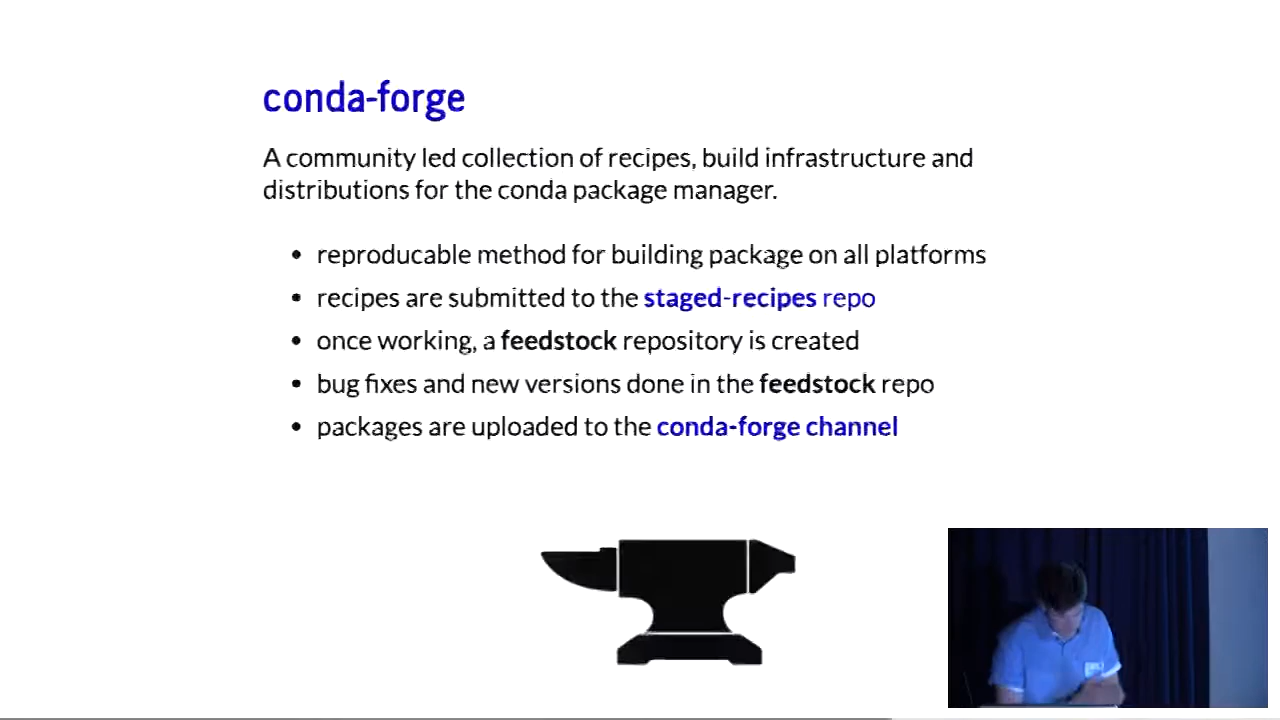 conda-forge
A community led collection of recipes, build infrastructure and
distributions for the conda package manager.
• reproducable method for building package on all platforms
• recipes are submitted to the staged-recipes repo
• once working, a feedstock repository is created
• bug fixes and new versions done in the feedstock repo
• packages are uploaded to the conda-forge channel